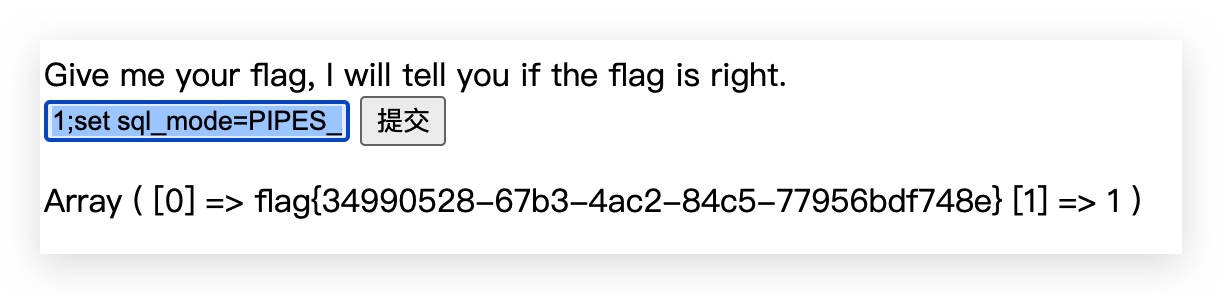 Give me your flag, I will tell you if the flag is right.
1;set sql_mode=PIPES_ 提交
Array ( [0] => flag{34990528-67b3-4ac2-84c5-77956bdf748e} [1] => 1 )